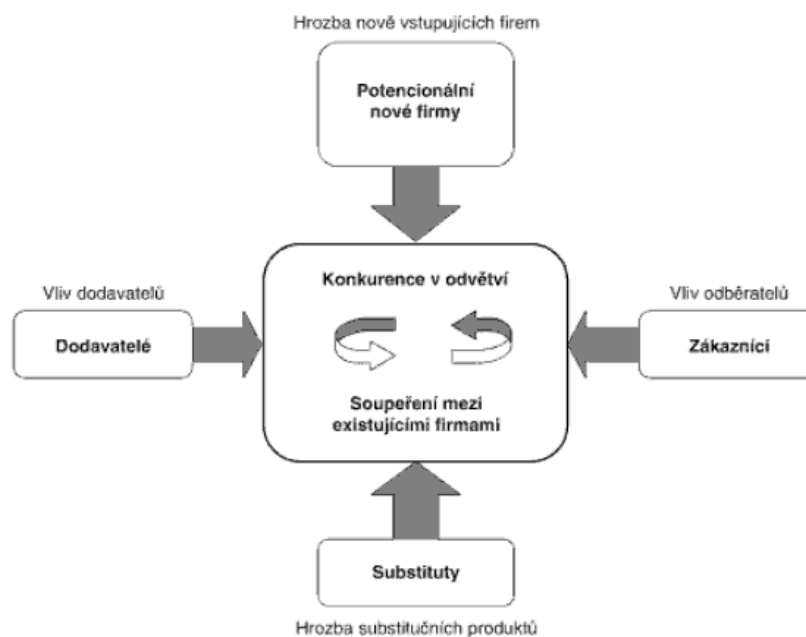 Hrozba nově vstupujících firem
Potencionální
nové firmy
Konkurence v odvětví
Vliv dodavatelů
Vliv odběratelů
Dodavatelé
Zákazníci
Soupeření mezi
existujícími firmami
Substituty
Hrozba substitučních produktů